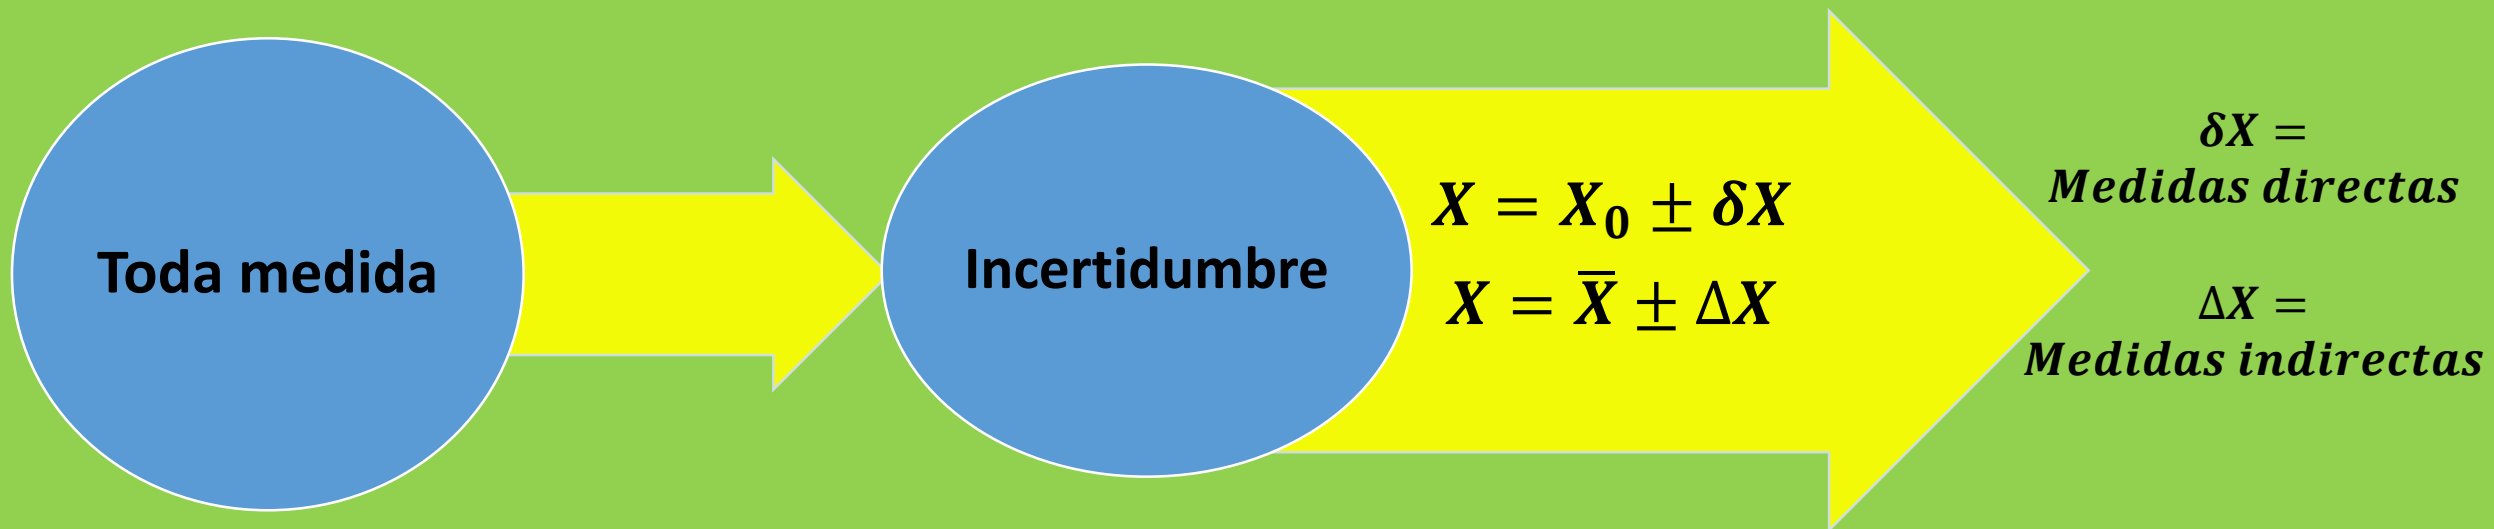 Toda medida
Incertidumbre
X = X₀ ± δX
X = X̅ ± ΔX
δX =
Medidas directas
ΔX =
Medidas indirectas